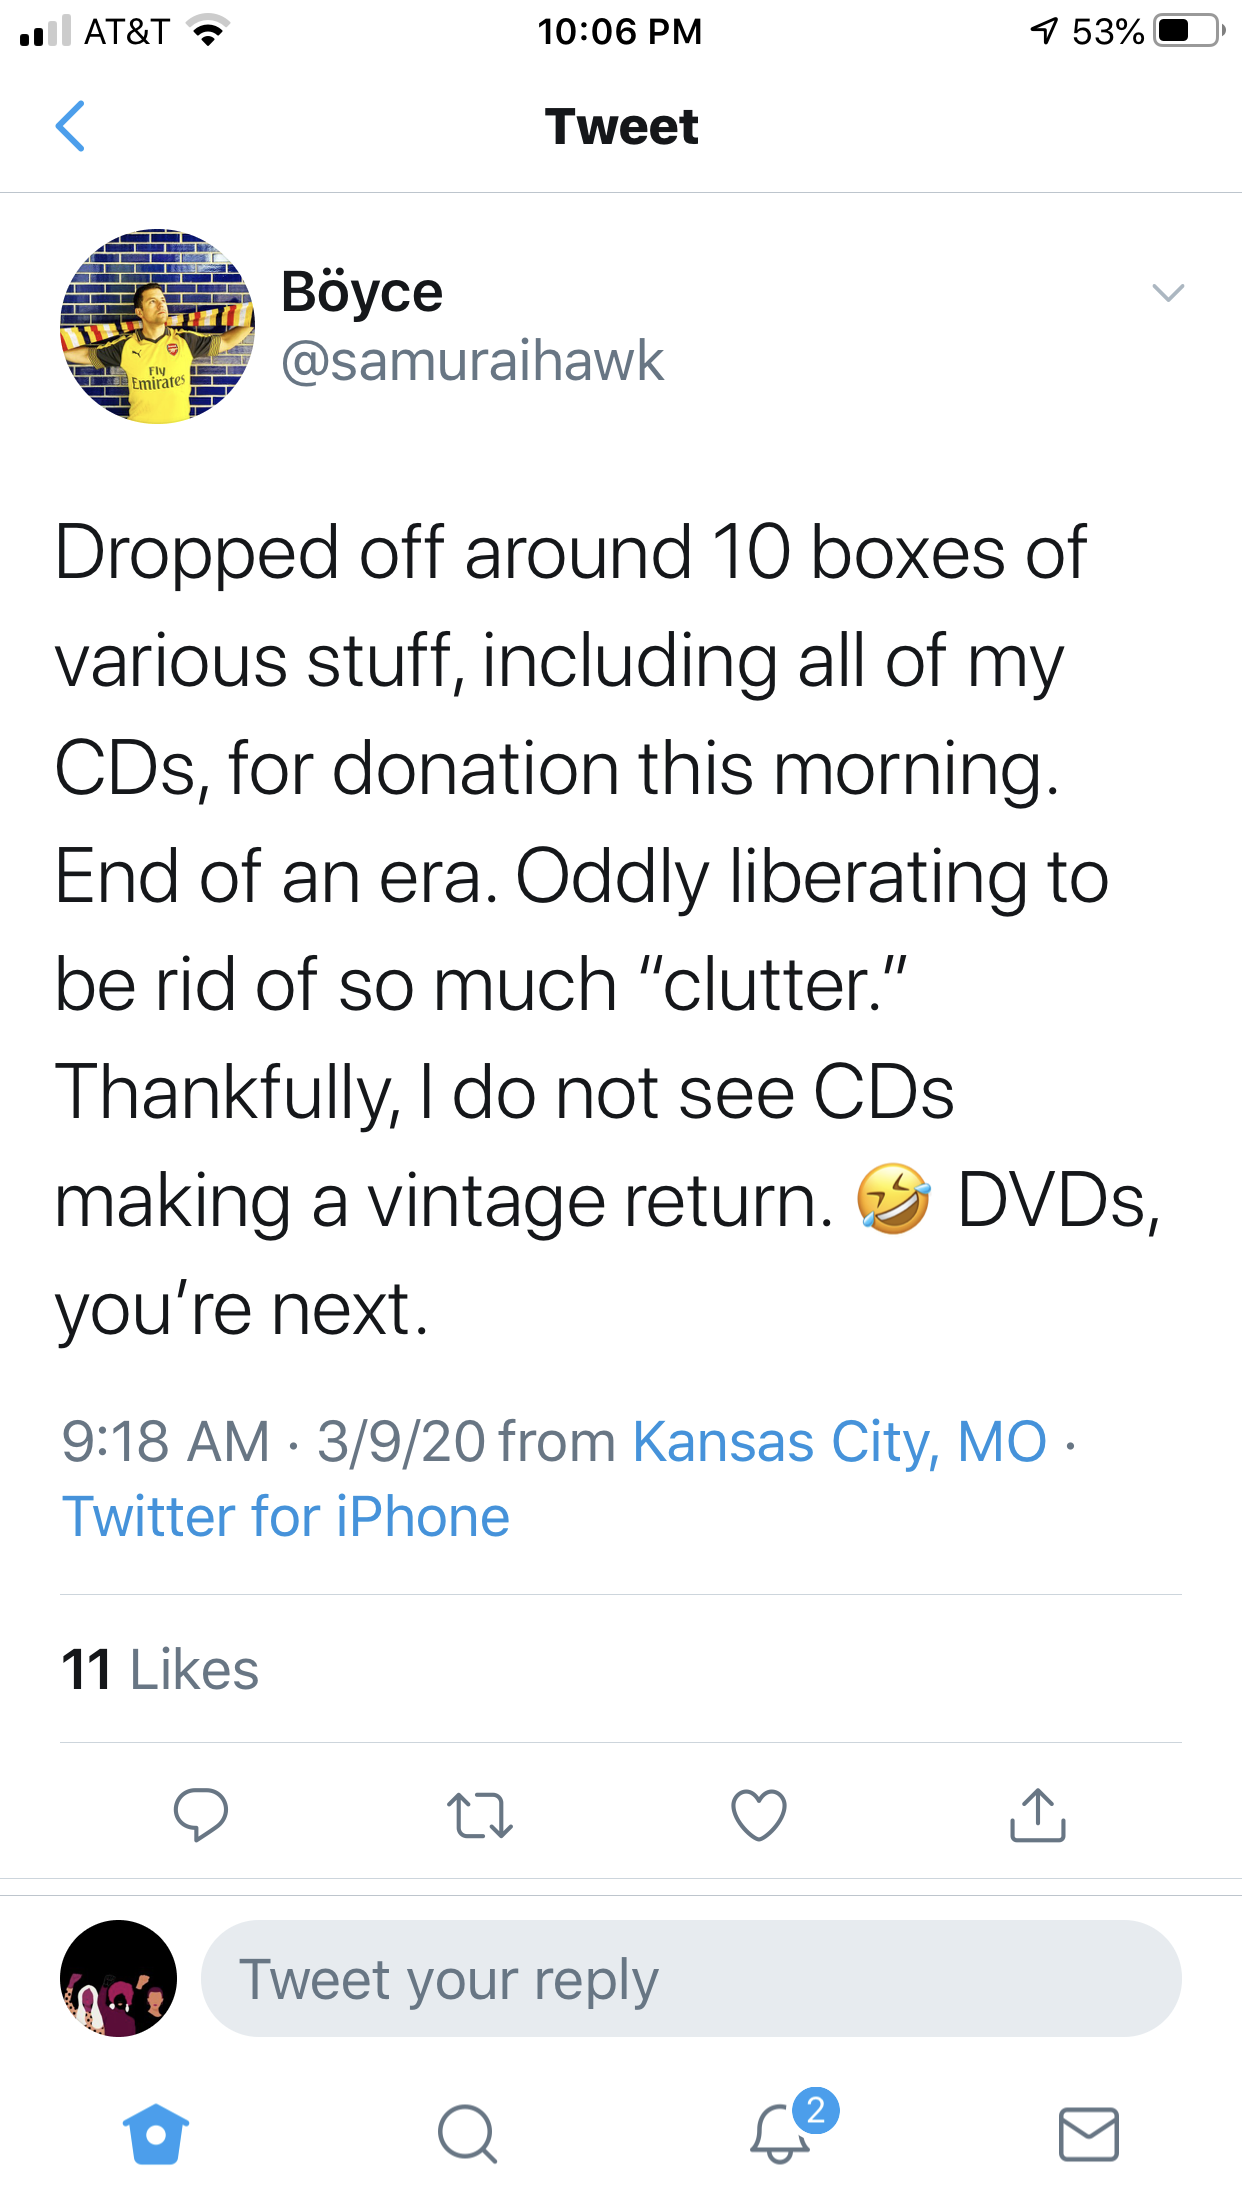 AT&T 10:06 PM 53%
Tweet
Böyce
@samuraihawk
Fly
Emirates
Dropped off around 10 boxes of
various stuff, including all of my
CDs, for donation this morning.
End of an era. Oddly liberating to
be rid of so much “clutter.”
Thankfully, I do not see CDs
making a vintage return. 🤣 DVDs,
you’re next.
9:18 AM · 3/9/20 from Kansas City, MO ·
Twitter for iPhone
11 Likes
Tweet your reply
2